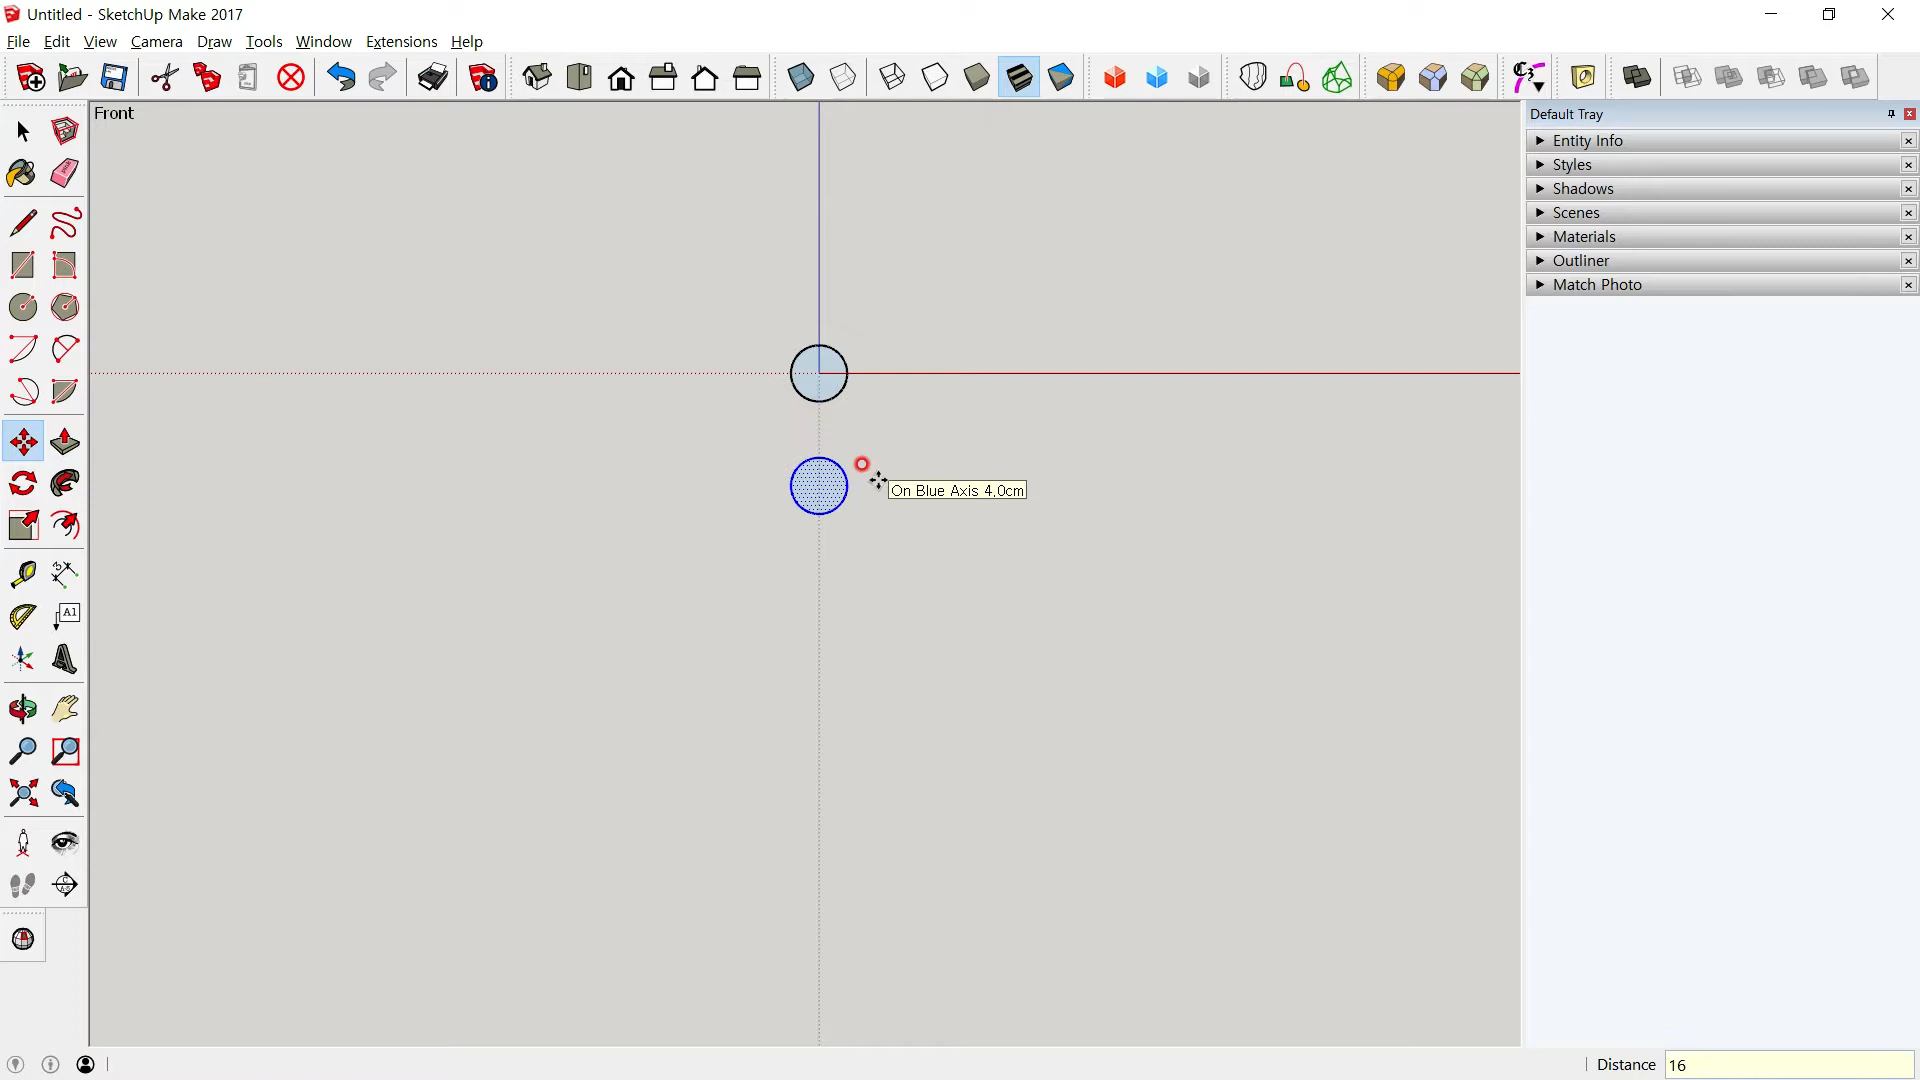 Untitled - SketchUp Make 2017
File Edit View Camera Draw Tools Window Extensions Help
Front
Default Tray
Entity Info
Styles
Shadows
Scenes
Materials
Outliner
Match Photo
On Blue Axis 4,0cm
A1
Distance 16